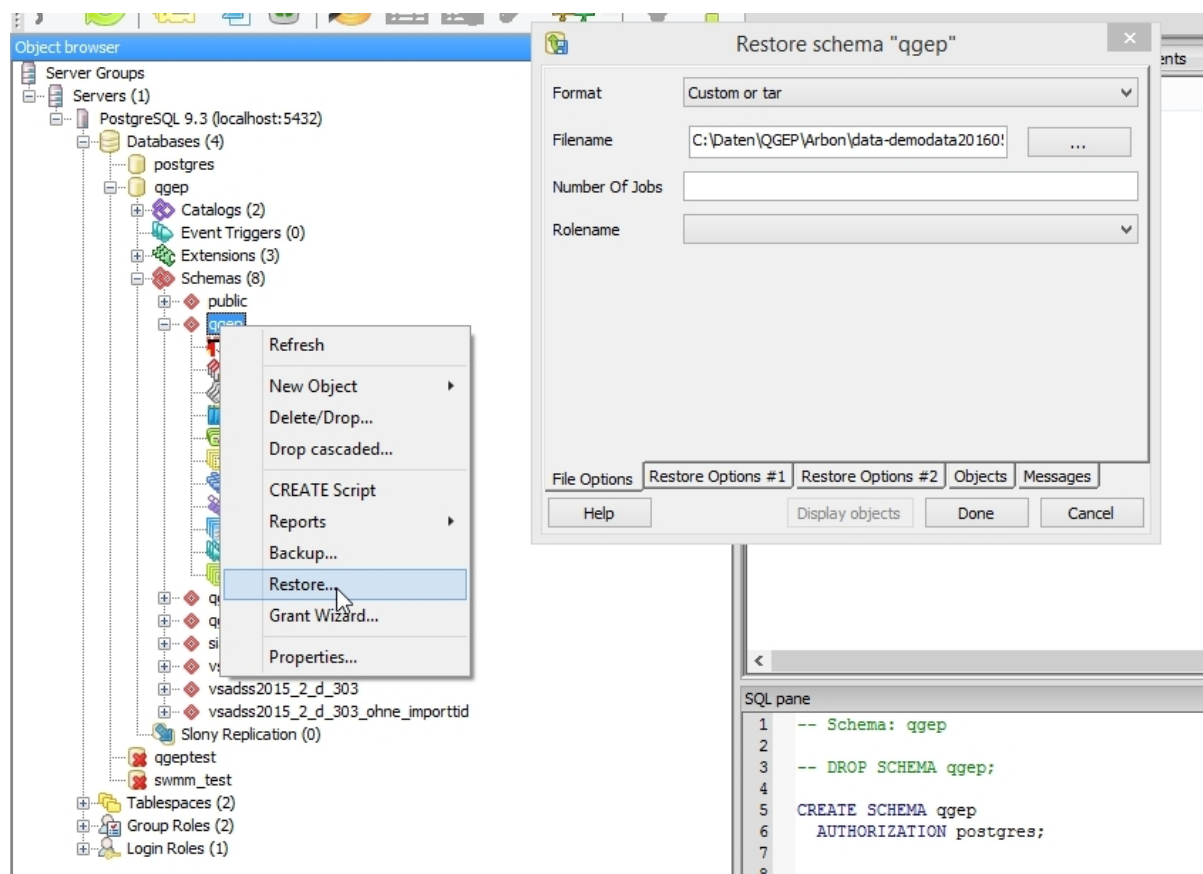 Object browser
Server Groups
Servers (1)
PostgreSQL 9.3 (localhost:5432)
Databases (4)
postgres
qgep
Catalogs (2)
Event Triggers (0)
Extensions (3)
Schemas (8)
public
qgep
Refresh
New Object
Delete/Drop...
Drop cascaded...
CREATE Script
Reports
Backup...
Restore...
Grant Wizard...
Properties...
vsadss2015_2_d_303
vsadss2015_2_d_303_ohne_importtid
Slony Replication (0)
qgeptest
swmm_test
Tablespaces (2)
Group Roles (2)
Login Roles (1)
Restore schema "qgep"
Format
Custom or tar
Filename
C:\Daten\QGEP\Arbon\data-demodata20160
...
Number Of Jobs
Rolename
File Options
Restore Options #1
Restore Options #2
Objects
Messages
Help
Display objects
Done
Cancel
ents
SQL pane
1 -- Schema: qgep
2
3 -- DROP SCHEMA qgep;
4
5 CREATE SCHEMA qgep
6 AUTHORIZATION postgres;
7
8